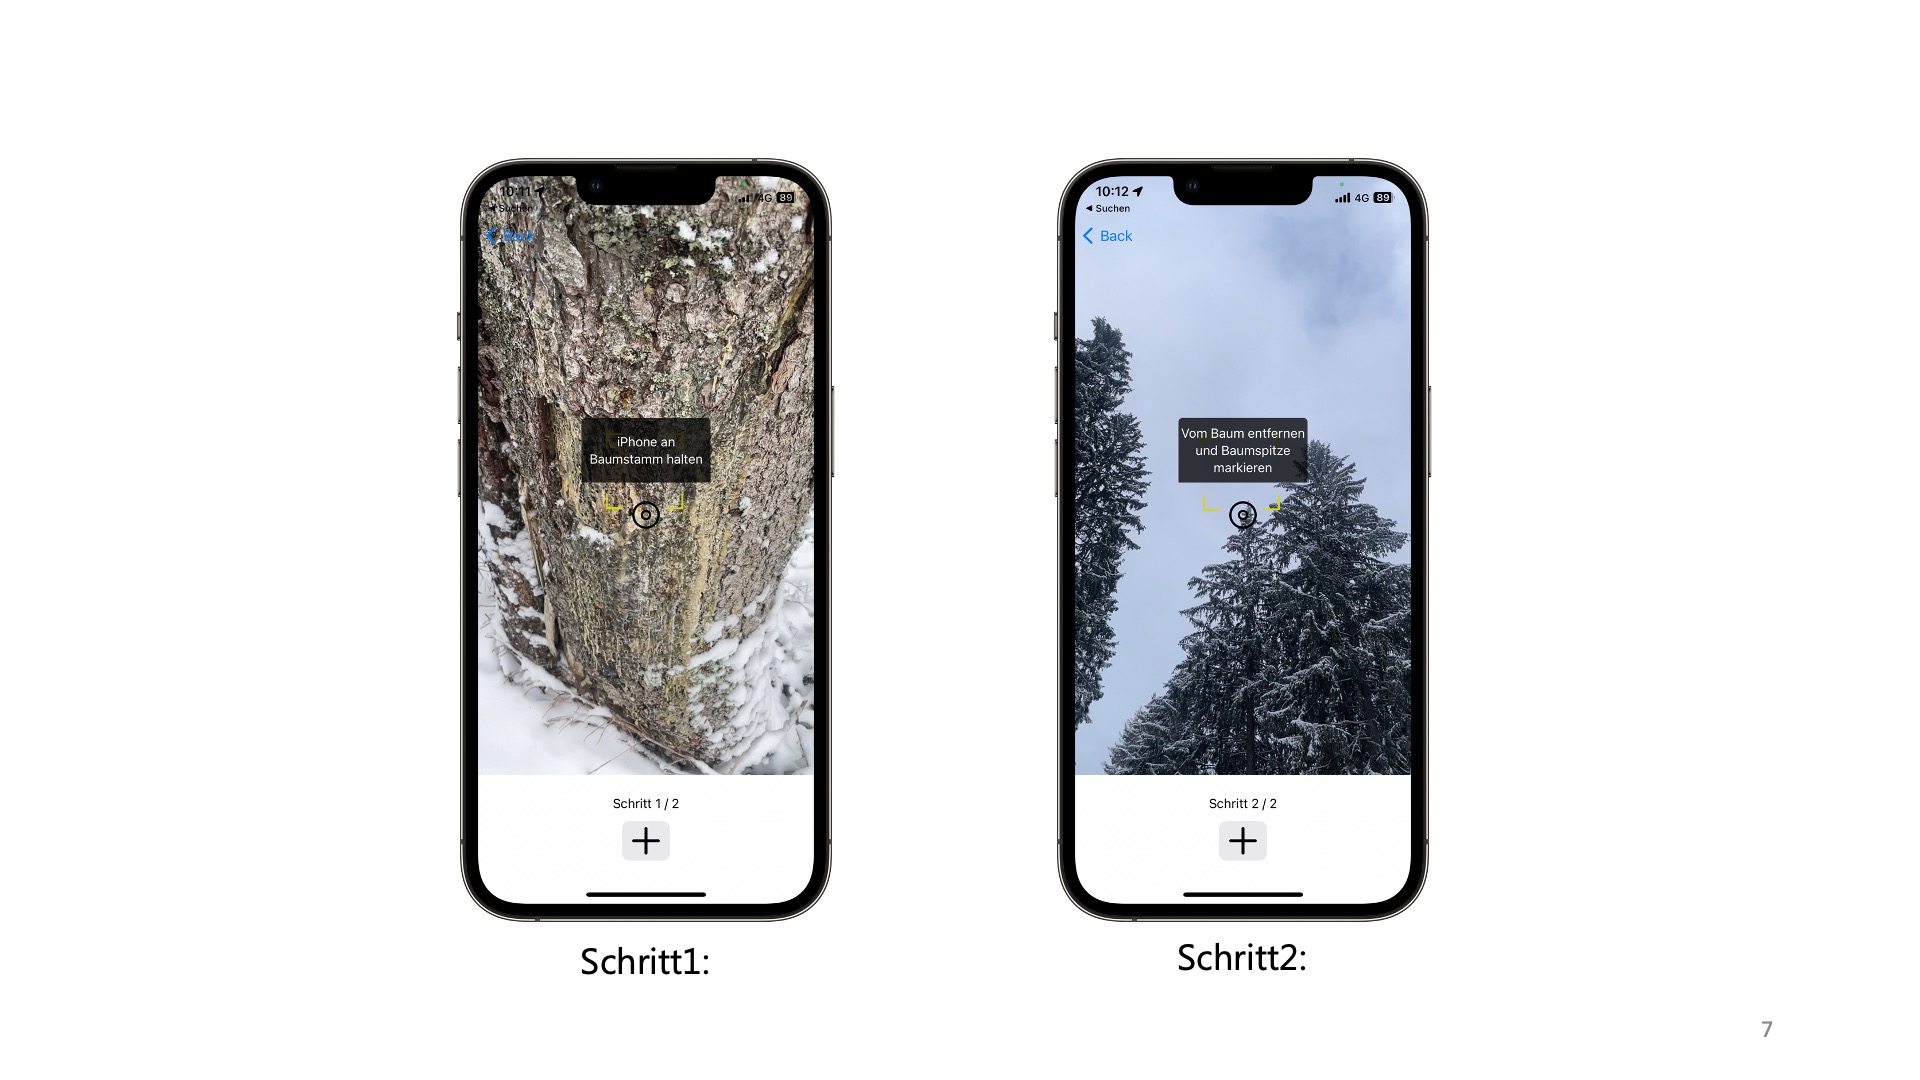 10:11
4G 89
Suchen
Back
iPhone an
Baumstamm halten
Schritt 1 / 2
Schritt1:
10:12
4G 89
Suchen
Back
Vom Baum entfernen
und Baumspitze
markieren
Schritt 2 / 2
Schritt2:
7